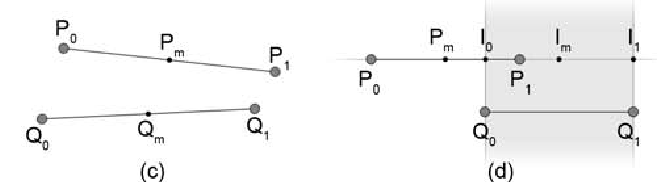 P0 Pm P1
Q0 Qm Q1
(c)
Pm I0 Im I1
P0 P1
Q0 Q1
(d)